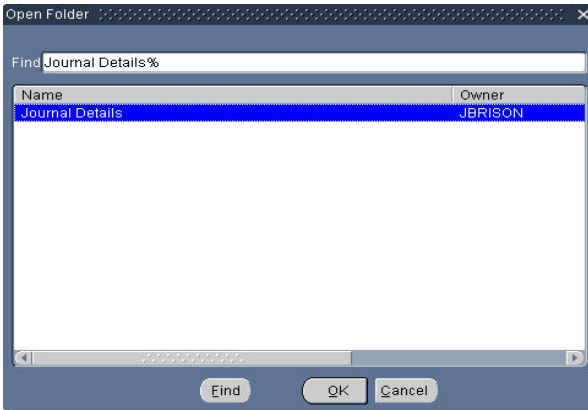 Open Folder
Find Journal Details%
Name Owner
Journal Details JBRISON
Find OK Cancel